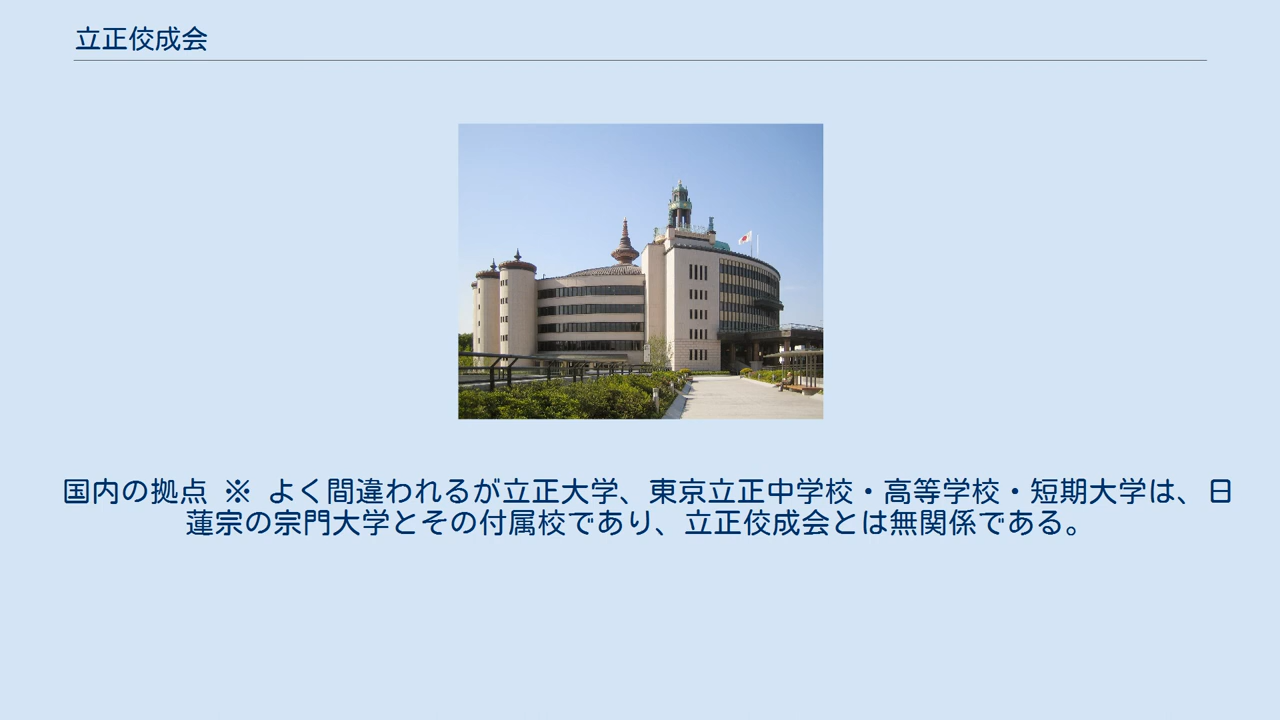 立正佼成会
国内の拠点 ※ よく間違われるが立正大学、東京立正中学校・高等学校・短期大学は、日
蓮宗の宗門大学とその付属校であり、立正佼成会とは無関係である。